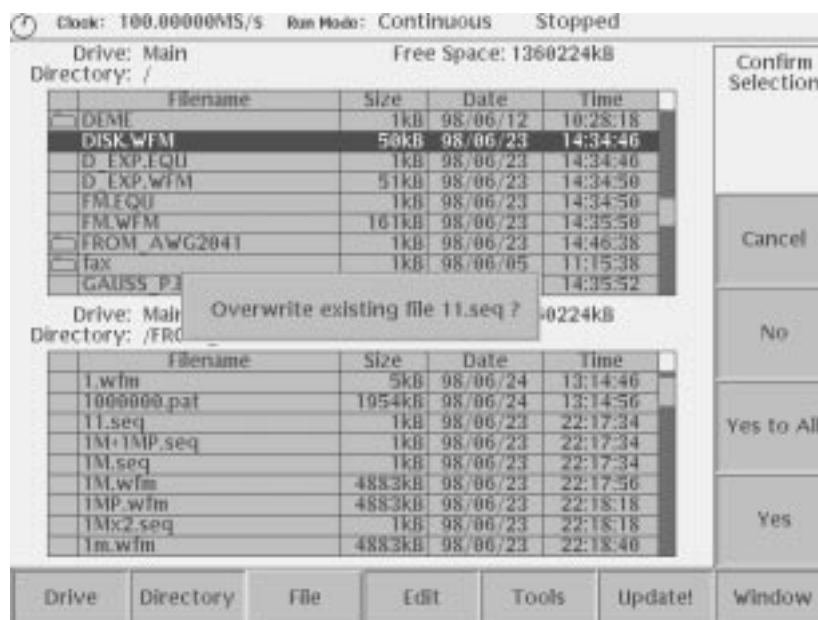 Clock: 100.00000MS/s Run Mode: Continuous Stopped
Drive: Main Free Space: 1360224kB
Directory: /
Filename Size Date Time
DEME 1kB 98/06/12 10:28:18
DISK.WFM 50kB 98/06/23 14:34:46
D_EXP.EQU 1kB 98/06/23 14:34:46
D_EXP.WFM 51kB 98/06/23 14:34:50
FM.EQU 1kB 98/06/23 14:34:50
FM.WFM 161kB 98/06/23 14:35:50
FROM_AWG2041 1kB 98/06/23 14:46:38
fax 1kB 98/06/05 11:15:38
GAUSS_P. 14:35:52
Overwrite existing file 11.seq ?
Drive: Main 0224kB
Directory: /FRO
Filename Size Date Time
1.wfm 5kB 98/06/24 13:14:46
1000000.pat 1954kB 98/06/24 13:14:56
11.seq 1kB 98/06/23 22:17:34
1M+1MP.seq 1kB 98/06/23 22:17:34
1M.seq 1kB 98/06/23 22:17:34
1M.wfm 4883kB 98/06/23 22:17:56
1MP.wfm 4883kB 98/06/23 22:18:18
1Mx2.seq 1kB 98/06/23 22:18:18
1m.wfm 4883kB 98/06/23 22:18:40
Confirm
Selection
Cancel
No
Yes to All
Yes
Drive Directory File Edit Tools Update! Window